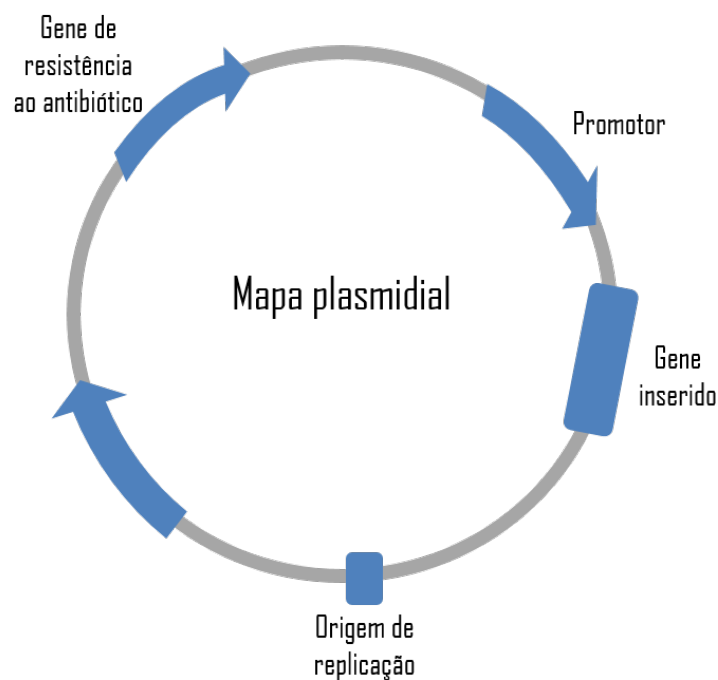 Gene de
resistência
ao antibiótico
Promotor
Mapa plasmidial
Gene
inserido
Origem de
replicação